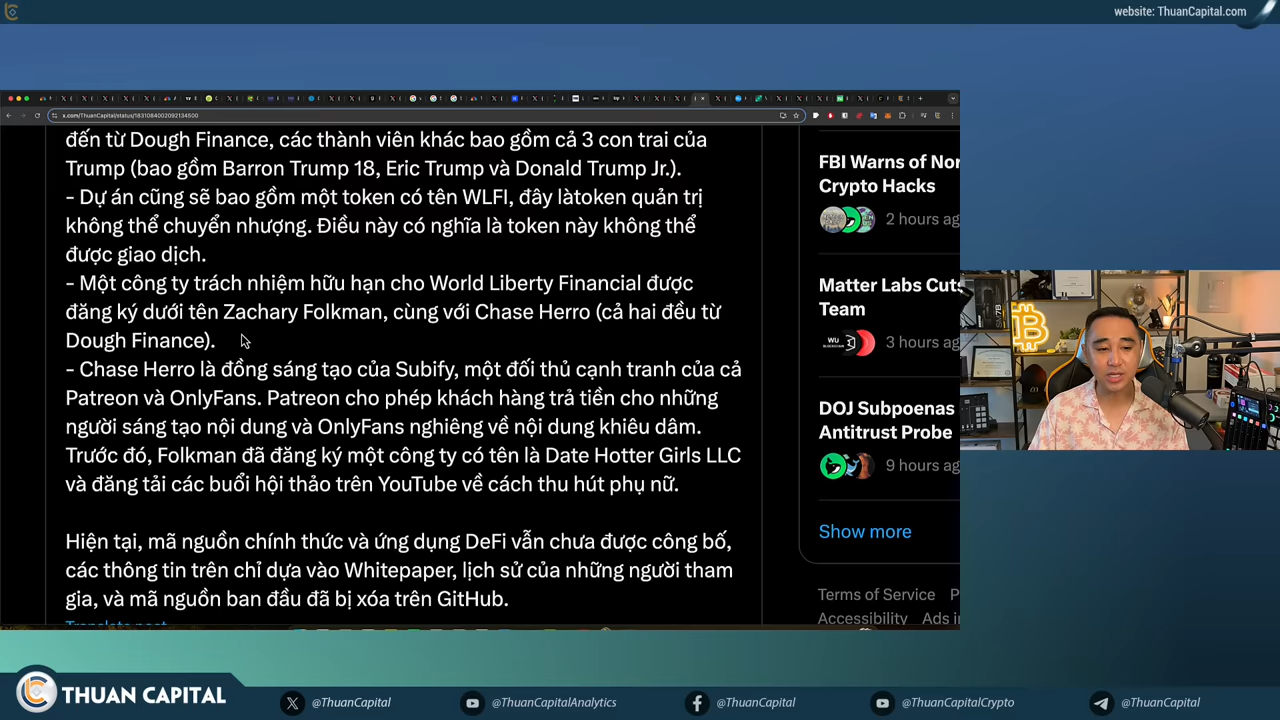 website: ThuanCapital.com
x.com/ThuanCapital/status/1831084002092134500
đến từ Dough Finance, các thành viên khác bao gồm cả 3 con trai của
Trump (bao gồm Barron Trump 18, Eric Trump và Donald Trump Jr.).
- Dự án cũng sẽ bao gồm một token có tên WLFI, đây làtoken quản trị
không thể chuyển nhượng. Điều này có nghĩa là token này không thể
được giao dịch.
- Một công ty trách nhiệm hữu hạn cho World Liberty Financial được
đăng ký dưới tên Zachary Folkman, cùng với Chase Herro (cả hai đều từ
Dough Finance).
- Chase Herro là đồng sáng tạo của Subify, một đối thủ cạnh tranh của cả
Patreon và OnlyFans. Patreon cho phép khách hàng trả tiền cho những
người sáng tạo nội dung và OnlyFans nghiêng về nội dung khiêu dâm.
Trước đó, Folkman đã đăng ký một công ty có tên là Date Hotter Girls LLC
và đăng tải các buổi hội thảo trên YouTube về cách thu hút phụ nữ.
Hiện tại, mã nguồn chính thức và ứng dụng DeFi vẫn chưa được công bố,
các thông tin trên chỉ dựa vào Whitepaper, lịch sử của những người tham
gia, và mã nguồn ban đầu đã bị xóa trên GitHub.
Translate post
FBI Warns of Nor
Crypto Hacks
2 hours ag
Matter Labs Cuts
Team
WU
3 hours ag
DOJ Subpoenas
Antitrust Probe
9 hours ag
Show more
Terms of Service P
Accessibility Ads in
THUAN CAPITAL
@ThuanCapital
@ThuanCapitalAnalytics
@ThuanCapital
@ThuanCapitalCrypto
@ThuanCapital